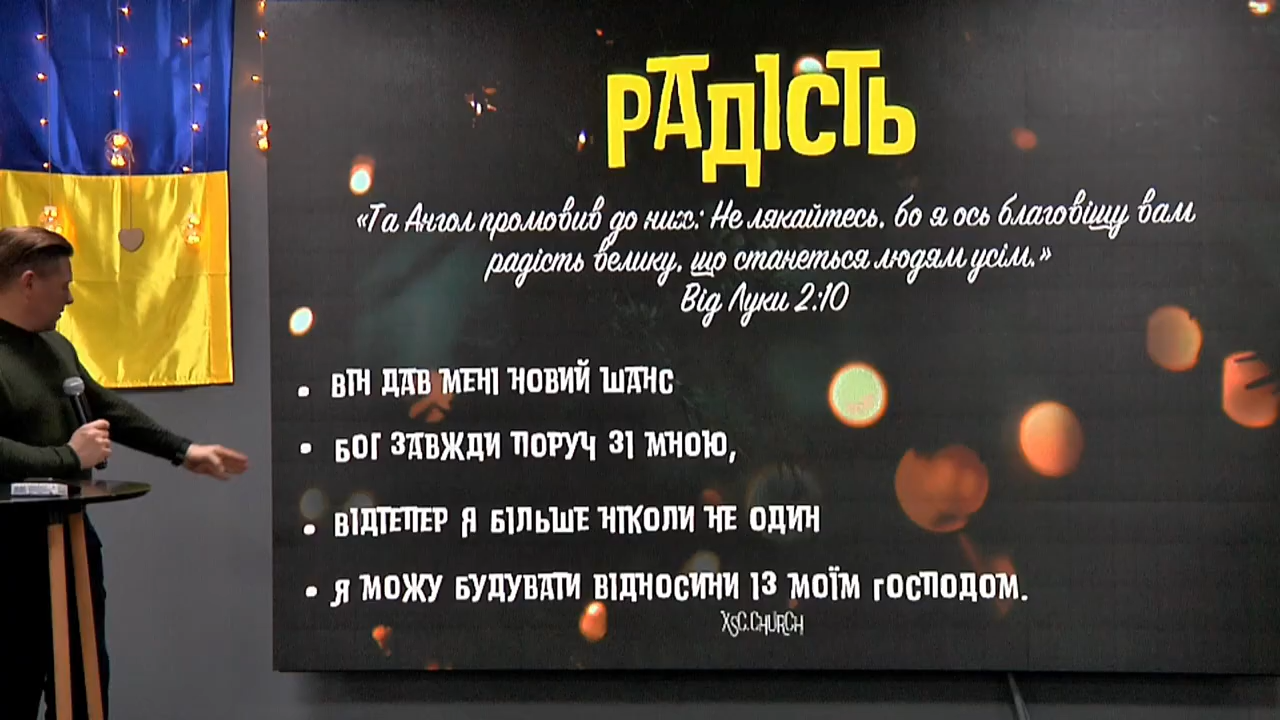 РАДІСТЬ
«Та Ангол промовив до них: Не лякайтесь, бо я ось благовіщу вам
радість велику, що станеться людям усім.»
Від Луки 2:10
• ВІН ДАВ МЕНІ НОВИЙ ШАНС
• БОГ ЗАВЖДИ ПОРУЧ ЗІ МНОЮ,
• ВІДТЕПЕР Я БІЛЬШЕ НІКОЛИ НЕ ОДИН
• Я МОЖУ БУДУВАТИ ВІДНОСИНИ ІЗ МОЇМ ГОСПОДОМ.
XSC.CHURCH